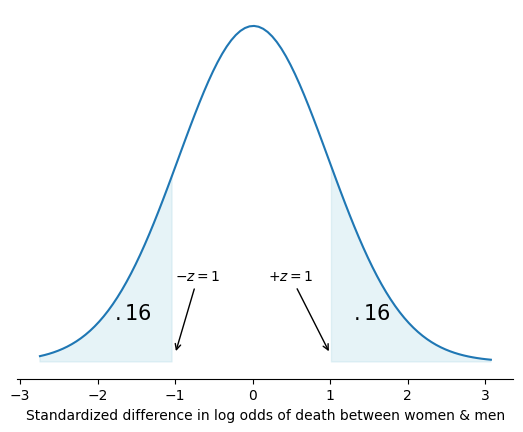 −z = 1
+z = 1
.16
.16
−3 −2 −1 0 1 2 3
Standardized difference in log odds of death between women & men